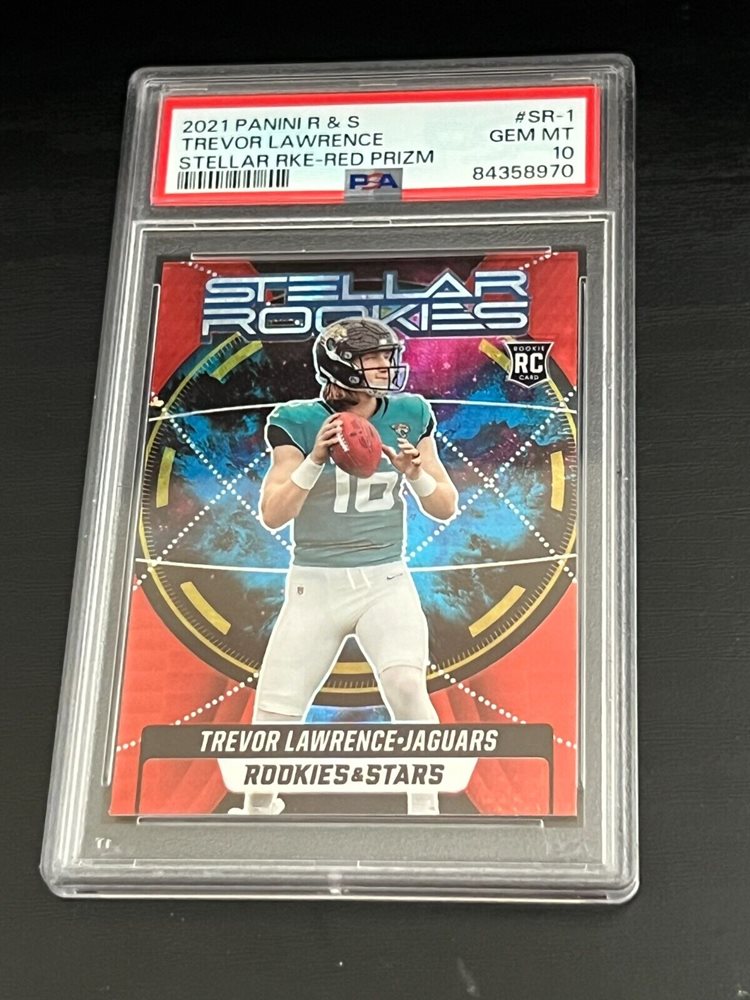 2021 PANINI R & S #SR-1
TREVOR LAWRENCE GEM MT
STELLAR RKE-RED PRIZM 10
PSA 84358970
STELLAR
ROOKIES
ROOKIE
RC
CARD
16
TREVOR LAWRENCE•JAGUARS
ROOKIES&STARS